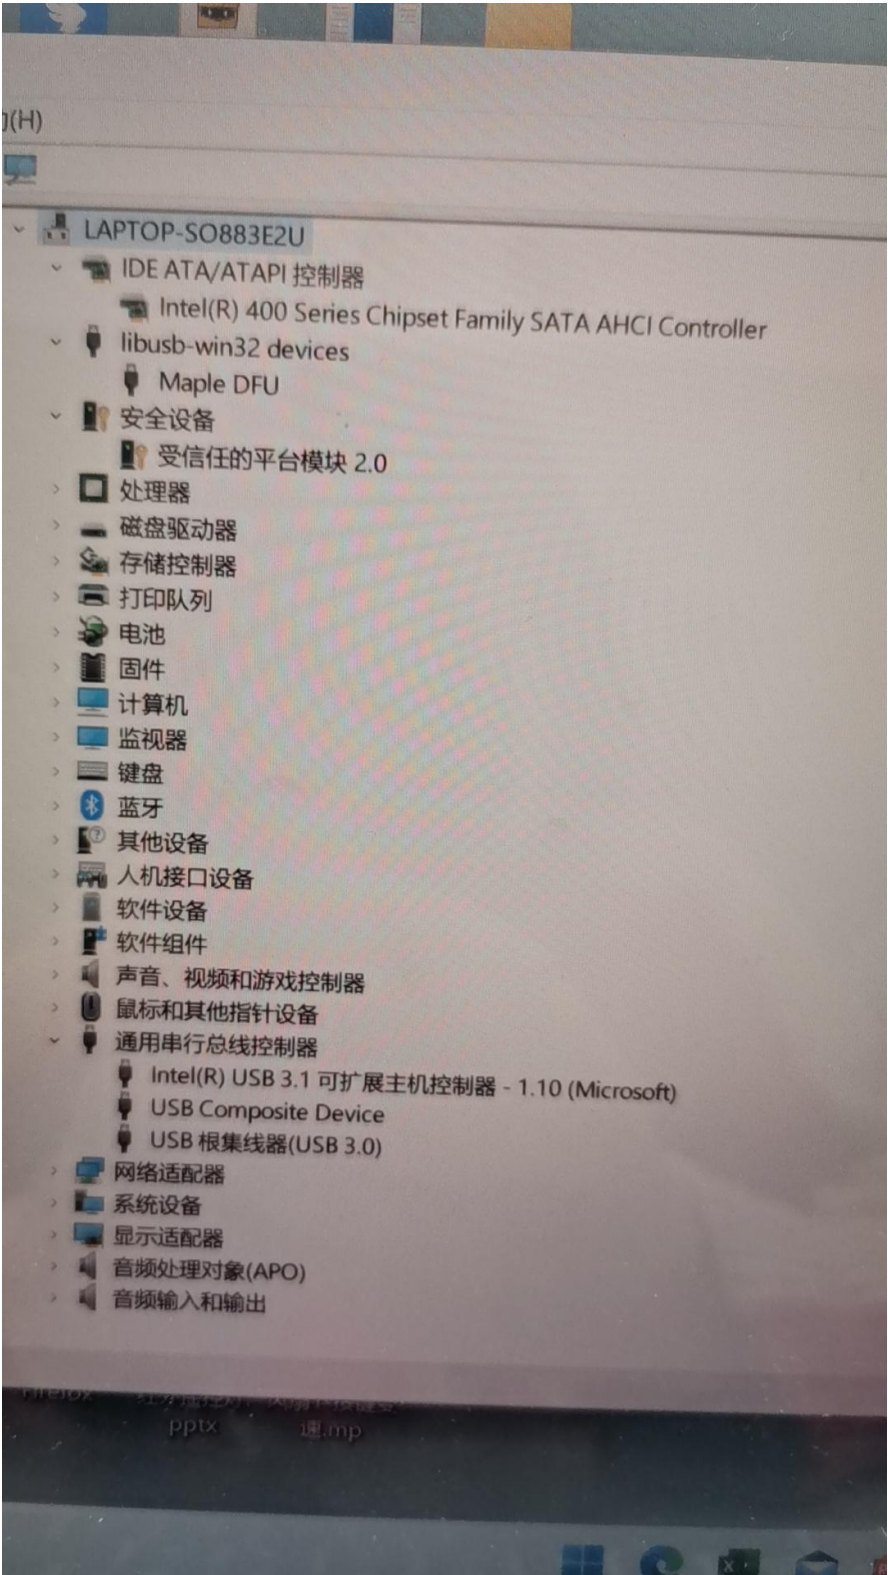 (H)
LAPTOP-SO883E2U
IDE ATA/ATAPI 控制器
Intel(R) 400 Series Chipset Family SATA AHCI Controller
libusb-win32 devices
Maple DFU
安全设备
受信任的平台模块 2.0
处理器
磁盘驱动器
存储控制器
打印队列
电池
固件
计算机
监视器
键盘
蓝牙
其他设备
人机接口设备
软件设备
软件组件
声音、视频和游戏控制器
鼠标和其他指针设备
通用串行总线控制器
Intel(R) USB 3.1 可扩展主机控制器 - 1.10 (Microsoft)
USB Composite Device
USB 根集线器(USB 3.0)
网络适配器
系统设备
显示适配器
音频处理对象(APO)
音频输入和输出
Firefox
pptx
速.mp